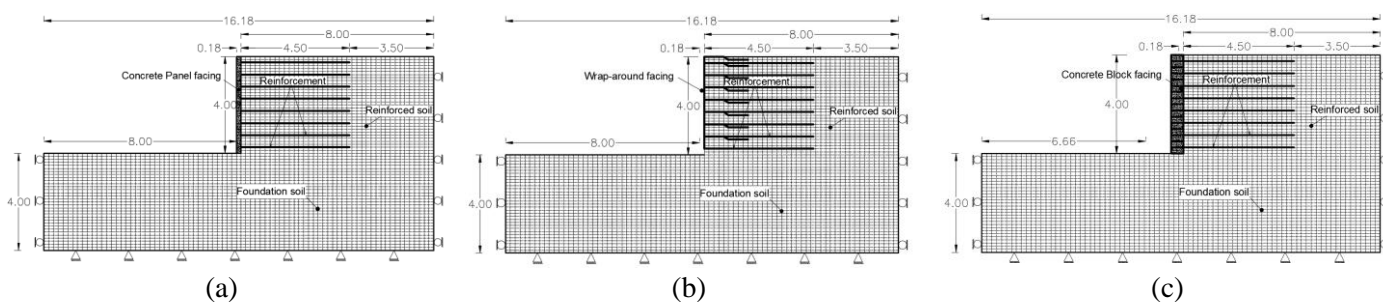 16.18
8.00
0.18
4.50
3.50
Concrete Panel facing
Reinforcement
4.00
Reinforced soil
8.00
4.00
Foundation soil
(a)
16.18
8.00
0.18
4.50
3.50
Wrap-around facing
Reinforcement
4.00
Reinforced soil
8.00
4.00
Foundation soil
(b)
16.18
8.00
0.18
4.50
3.50
Concrete Block facing
Reinforcement
4.00
Reinforced soil
6.66
4.00
Foundation soil
(c)